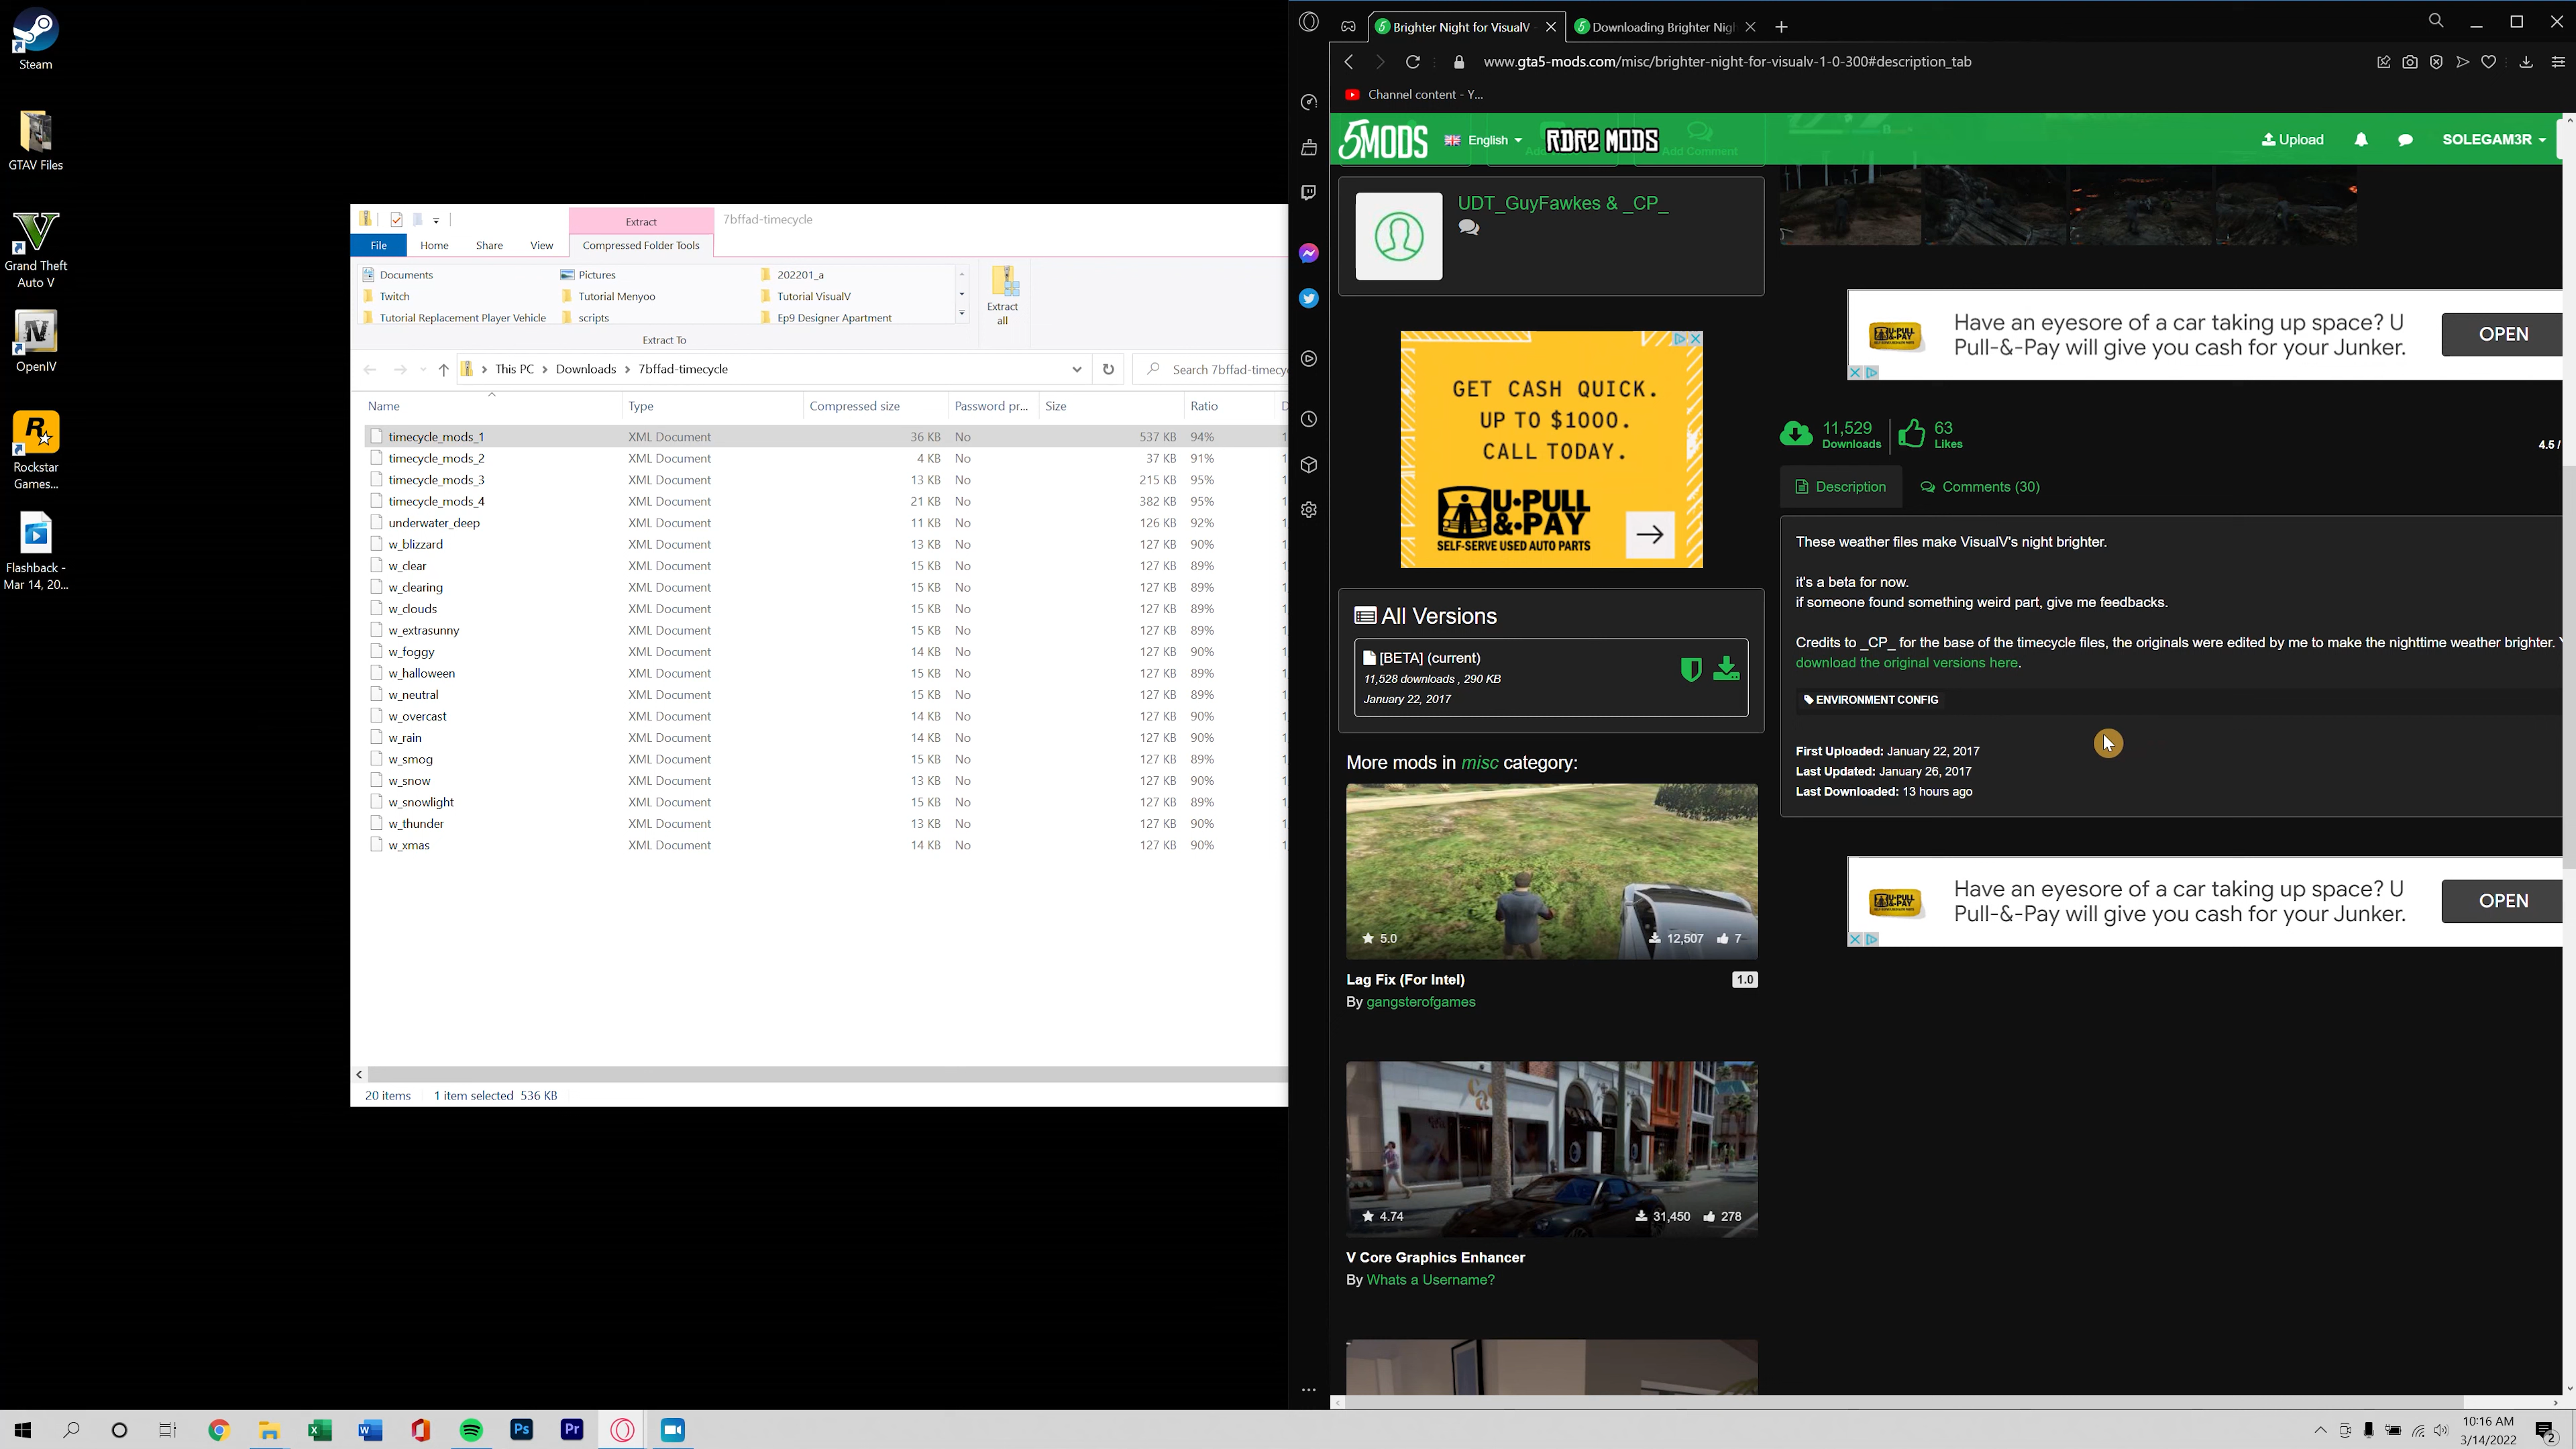 Steam
GTAV Files
Grand Theft
Auto V
OpenIV
Rockstar
Games...
Flashback -
Mar 14, 20...
Extract
7bffad-timecycle
File
Home
Share
View
Compressed Folder Tools
Documents
Pictures
202201_a
Twitch
Tutorial Menyoo
Tutorial VisualV
Tutorial Replacement Player Vehicle
scripts
Ep9 Designer Apartment
Extract
all
Extract To
This PC
Downloads
7bffad-timecycle
Search 7bffad-timecy
Name Type Compressed size Password pr... Size Ratio
timecycle_mods_1 XML Document 36 KB No 537 KB 94%
timecycle_mods_2 XML Document 4 KB No 37 KB 91%
timecycle_mods_3 XML Document 13 KB No 215 KB 95%
timecycle_mods_4 XML Document 21 KB No 382 KB 95%
underwater_deep XML Document 11 KB No 126 KB 92%
w_blizzard XML Document 13 KB No 127 KB 90%
w_clear XML Document 15 KB No 127 KB 89%
w_clearing XML Document 15 KB No 127 KB 89%
w_clouds XML Document 15 KB No 127 KB 89%
w_extrasunny XML Document 15 KB No 127 KB 89%
w_foggy XML Document 14 KB No 127 KB 90%
w_halloween XML Document 15 KB No 127 KB 89%
w_neutral XML Document 15 KB No 127 KB 89%
w_overcast XML Document 14 KB No 127 KB 90%
w_rain XML Document 14 KB No 127 KB 90%
w_smog XML Document 15 KB No 127 KB 89%
w_snow XML Document 13 KB No 127 KB 90%
w_snowlight XML Document 15 KB No 127 KB 89%
w_thunder XML Document 13 KB No 127 KB 90%
w_xmas XML Document 14 KB No 127 KB 90%
20 items 1 item selected 536 KB
Brighter Night for VisualV
Downloading Brighter Nig
www.gta5-mods.com/misc/brighter-night-for-visualv-1-0-300#description_tab
Channel content - Y...
5MODS
English
RDR2 MODS
Add Comment
Upload
SOLEGAM3R
UDT_GuyFawkes & _CP_
GET CASH QUICK.
UP TO $1000.
CALL TODAY.
U-PULL
&-PAY
SELF-SERVE USED AUTO PARTS
All Versions
[BETA] (current)
11,528 downloads , 290 KB
January 22, 2017
More mods in misc category:
5.0
12,507
7
Lag Fix (For Intel)
1.0
By gangsterofgames
4.74
31,450
278
V Core Graphics Enhancer
By Whats a Username?
Have an eyesore of a car taking up space? U
Pull-&-Pay will give you cash for your Junker.
OPEN
11,529
Downloads
63
Likes
4.5 /
Description
Comments (30)
These weather files make VisualV's night brighter.
it's a beta for now.
if someone found something weird part, give me feedbacks.
Credits to _CP_ for the base of the timecycle files, the originals were edited by me to make the nighttime weather brighter.
download the original versions here.
ENVIRONMENT CONFIG
First Uploaded: January 22, 2017
Last Updated: January 26, 2017
Last Downloaded: 13 hours ago
Have an eyesore of a car taking up space? U
Pull-&-Pay will give you cash for your Junker.
OPEN
10:16 AM
3/14/2022
2